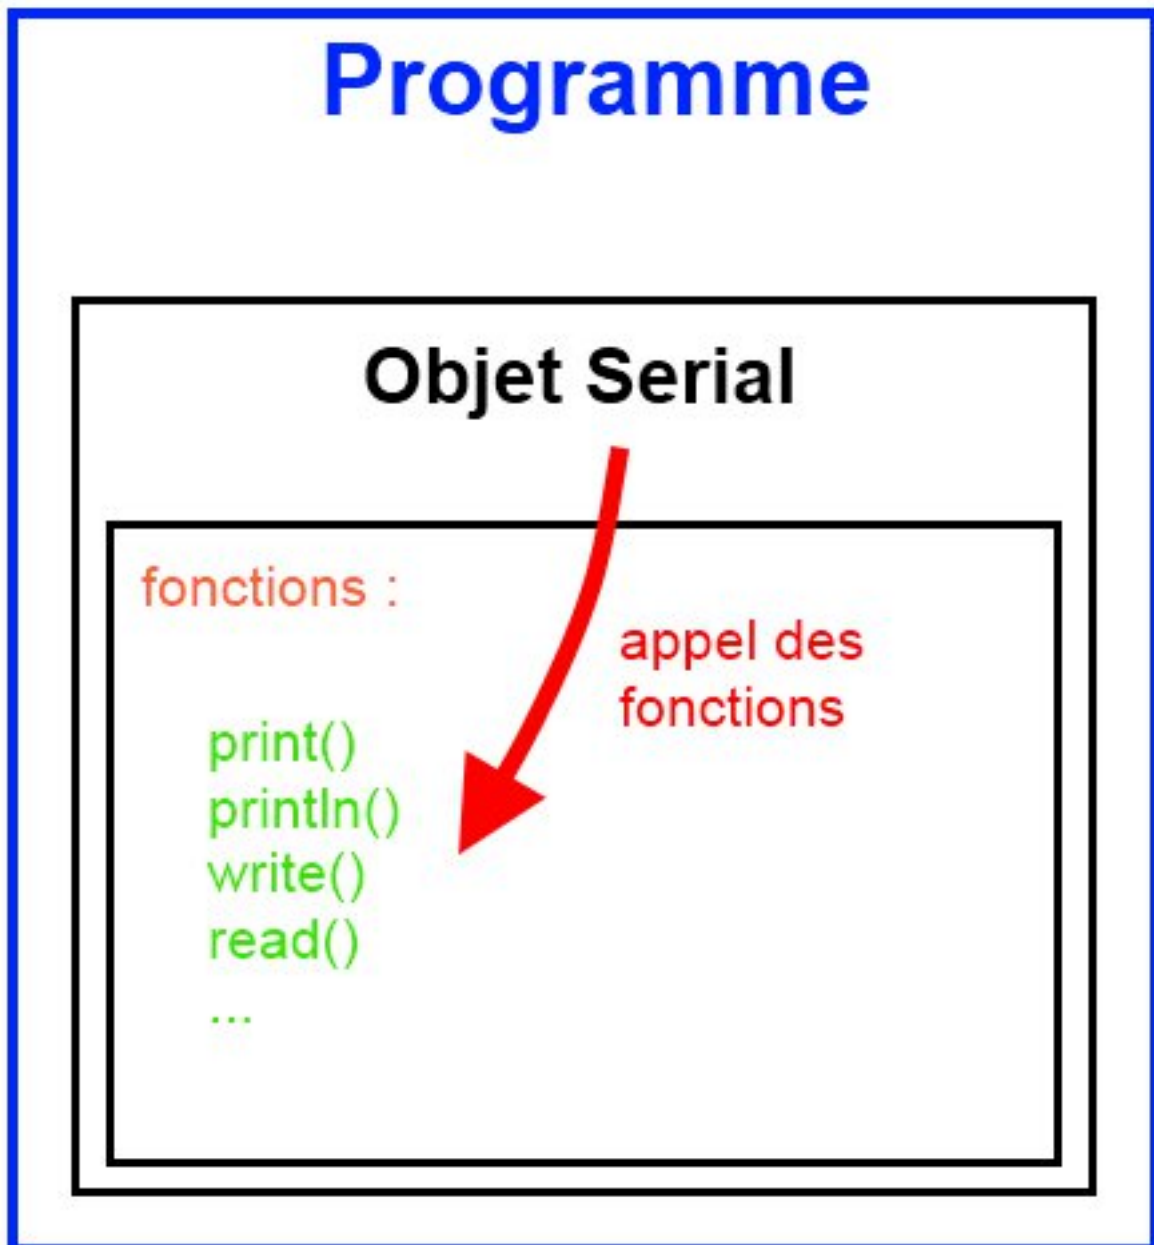 Programme
Objet Serial
fonctions :
appel des
fonctions
print()
println()
write()
read()
...